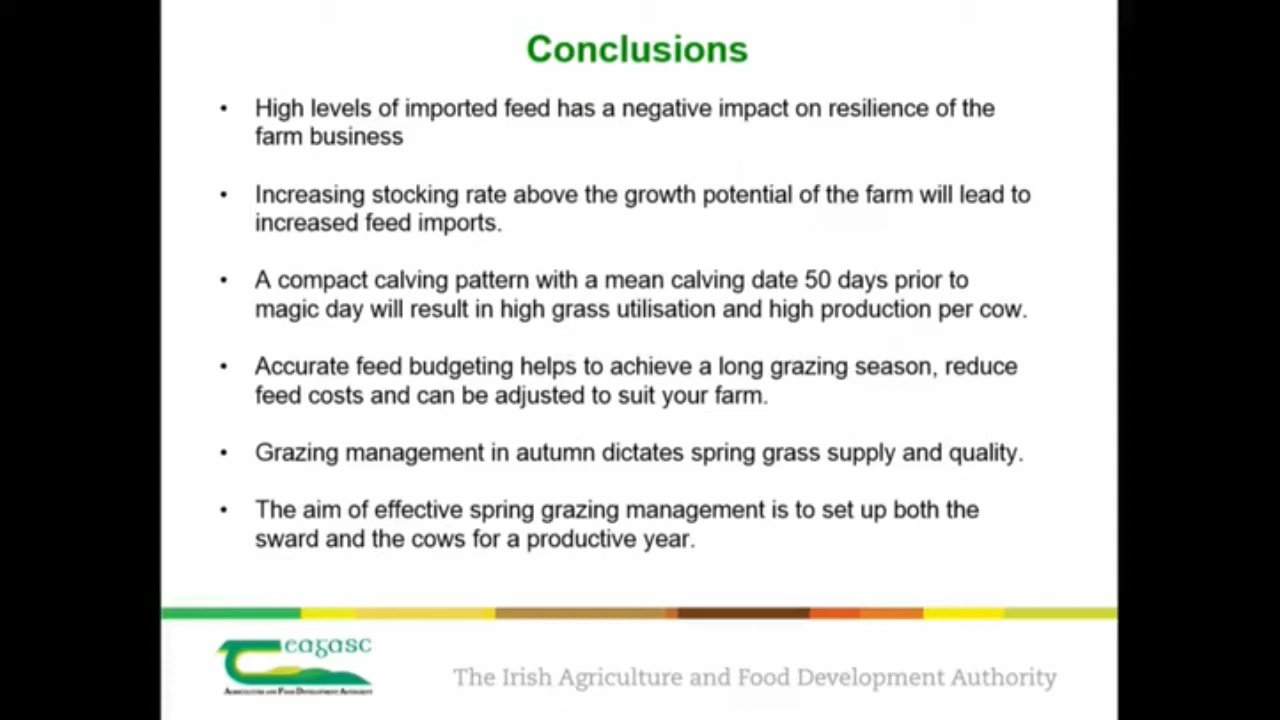 Conclusions
• High levels of imported feed has a negative impact on resilience of the
farm business
• Increasing stocking rate above the growth potential of the farm will lead to
increased feed imports.
• A compact calving pattern with a mean calving date 50 days prior to
magic day will result in high grass utilisation and high production per cow.
• Accurate feed budgeting helps to achieve a long grazing season, reduce
feed costs and can be adjusted to suit your farm.
• Grazing management in autumn dictates spring grass supply and quality.
• The aim of effective spring grazing management is to set up both the
sward and the cows for a productive year.
Teagasc
Agriculture and Food Development Authority
The Irish Agriculture and Food Development Authority